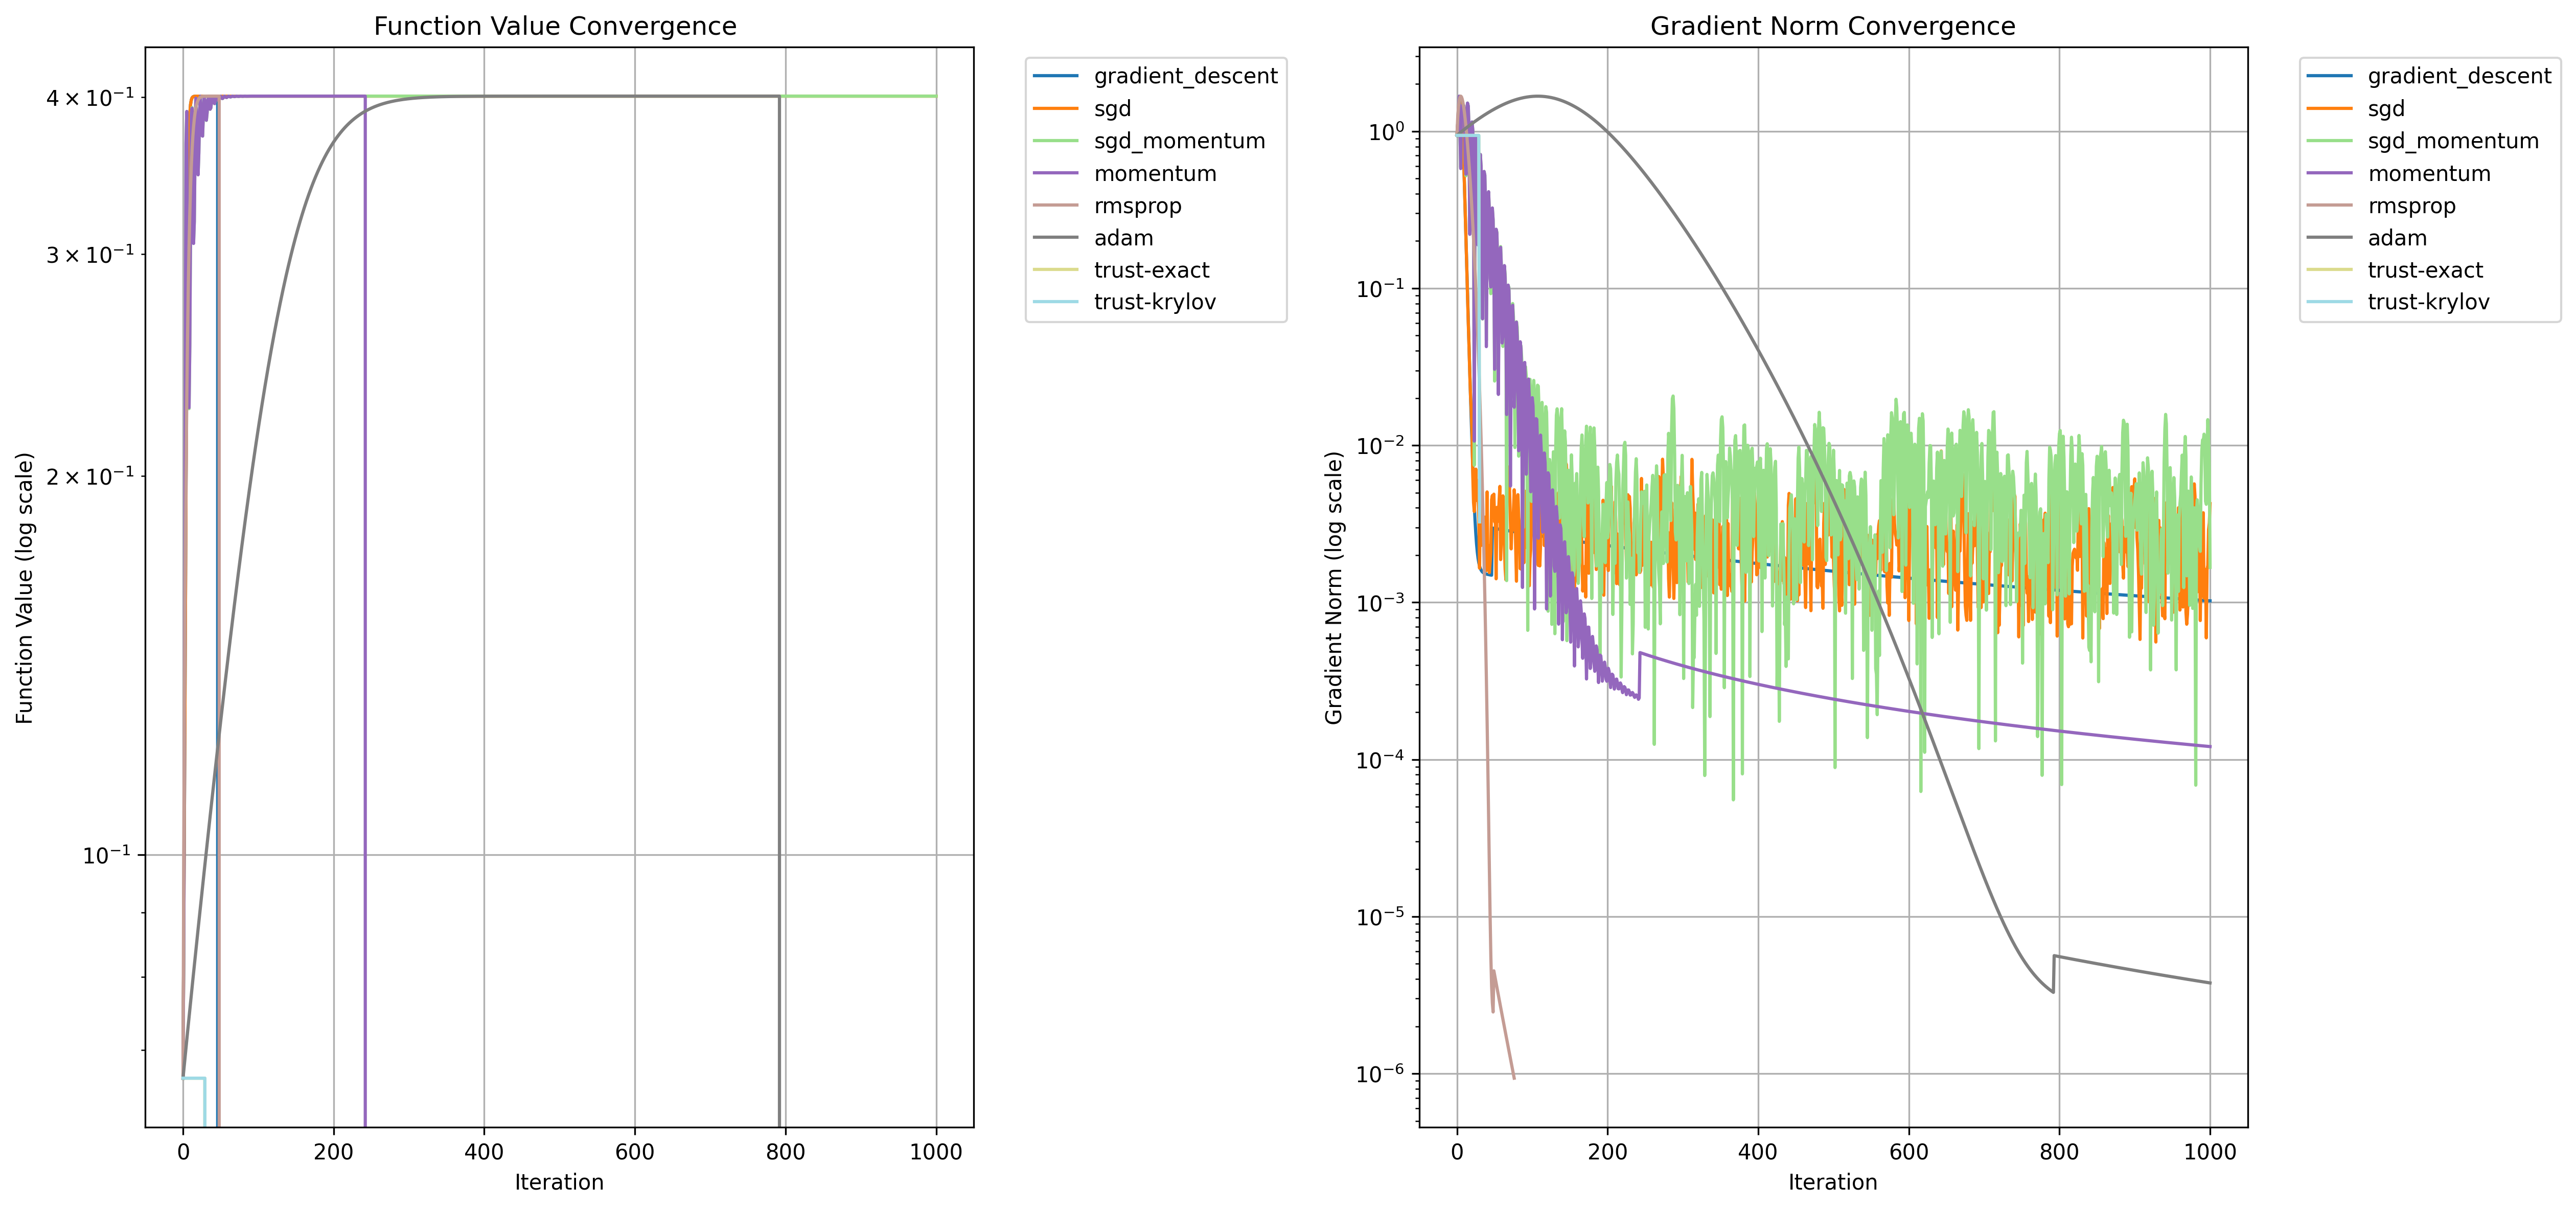 Function Value Convergence
Function Value (log scale)
4 × 10⁻¹
3 × 10⁻¹
2 × 10⁻¹
10⁻¹
0 200 400 600 800 1000
Iteration
gradient_descent
sgd
sgd_momentum
momentum
rmsprop
adam
trust-exact
trust-krylov
Gradient Norm Convergence
Gradient Norm (log scale)
10⁰
10⁻¹
10⁻²
10⁻³
10⁻⁴
10⁻⁵
10⁻⁶
0 200 400 600 800 1000
Iteration
gradient_descent
sgd
sgd_momentum
momentum
rmsprop
adam
trust-exact
trust-krylov